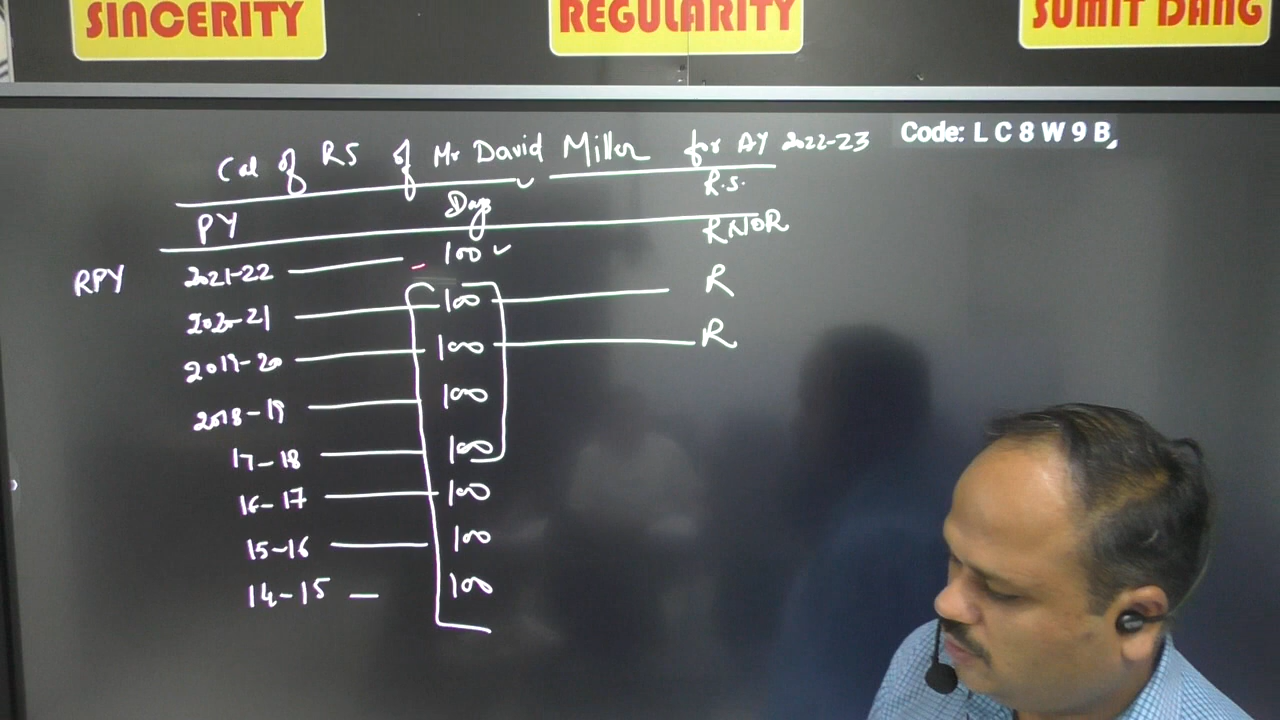 SINCERITY REGULARITY SUMIT DANG
Code: L C 8 W 9 B,
Cal of RS of Mr David Miller for AY 2022-23
PY Days R.S.
RPY 2021-22 — 100 ✓ RNOR
2020-21 — 100 — R
2019-20 — 100 — R
2018-19 — 100
17-18 — 100
16-17 — 100
15-16 — 100
14-15 — 100